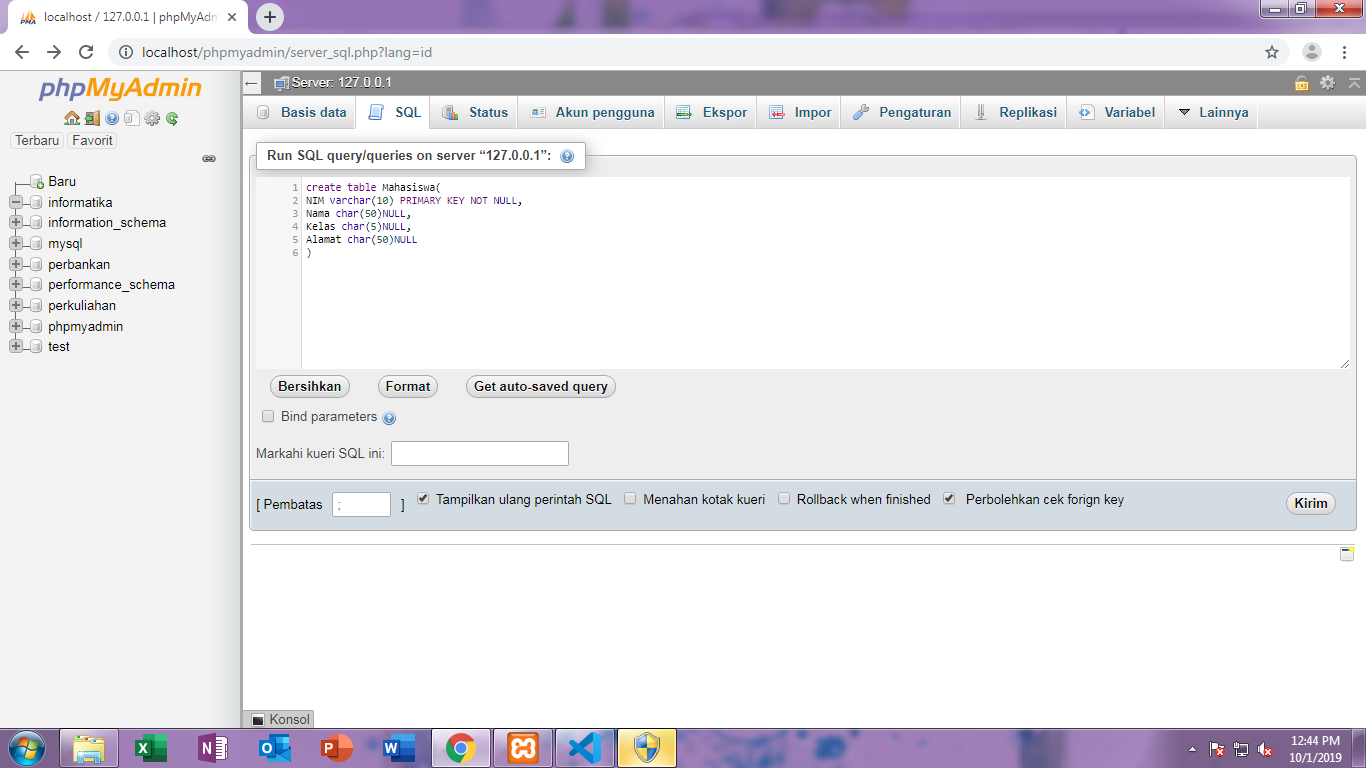 localhost / 127.0.0.1 | phpMyAdm
localhost/phpmyadmin/server_sql.php?lang=id
phpMyAdmin
Terbaru
Favorit
Baru
informatika
information_schema
mysql
perbankan
performance_schema
perkuliahan
phpmyadmin
test
Server: 127.0.0.1
Basis data
SQL
Status
Akun pengguna
Ekspor
Impor
Pengaturan
Replikasi
Variabel
Lainnya
Run SQL query/queries on server “127.0.0.1”:
1 create table Mahasiswa(
2 NIM varchar(10) PRIMARY KEY NOT NULL,
3 Nama char(50)NULL,
4 Kelas char(5)NULL,
5 Alamat char(50)NULL
6 )
Bersihkan
Format
Get auto-saved query
Bind parameters
Markahi kueri SQL ini:
[ Pembatas ; ]
Tampilkan ulang perintah SQL
Menahan kotak kueri
Rollback when finished
Perbolehkan cek forign key
Kirim
Konsol
12:44 PM
10/1/2019